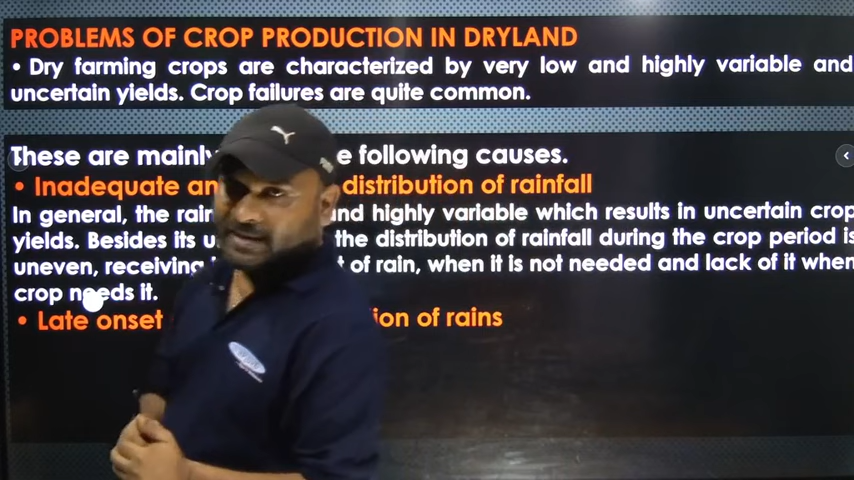 PROBLEMS OF CROP PRODUCTION IN DRYLAND
• Dry farming crops are characterized by very low and highly variable and
uncertain yields. Crop failures are quite common.
These are mainly e following causes.
• Inadequate an distribution of rainfall
In general, the rain and highly variable which results in uncertain crop
yields. Besides its u the distribution of rainfall during the crop period is
uneven, receiving t of rain, when it is not needed and lack of it when
crop needs it.
• Late onset ion of rains